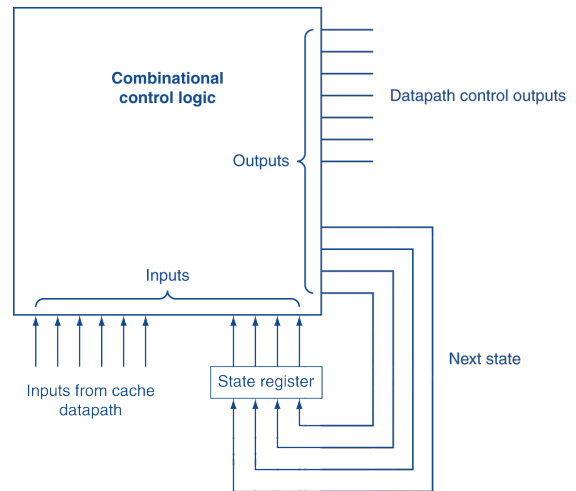 Combinational
control logic
Datapath control outputs
Outputs
Inputs
Next state
State register
Inputs from cache
datapath